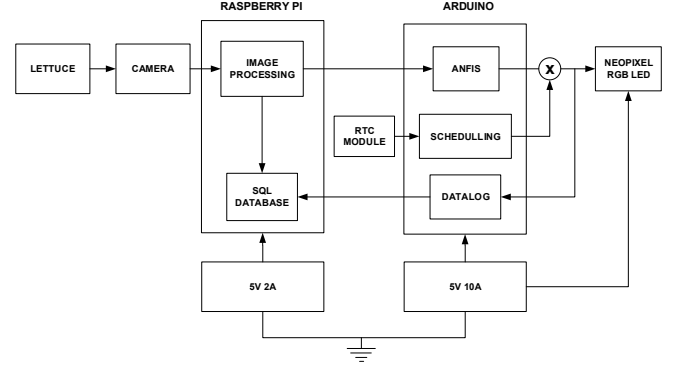 RASPBERRY PI
ARDUINO
LETTUCE
CAMERA
IMAGE
PROCESSING
ANFIS
X
NEOPIXEL
RGB LED
RTC
MODULE
SCHEDULLING
SQL
DATABASE
DATALOG
5V 2A
5V 10A